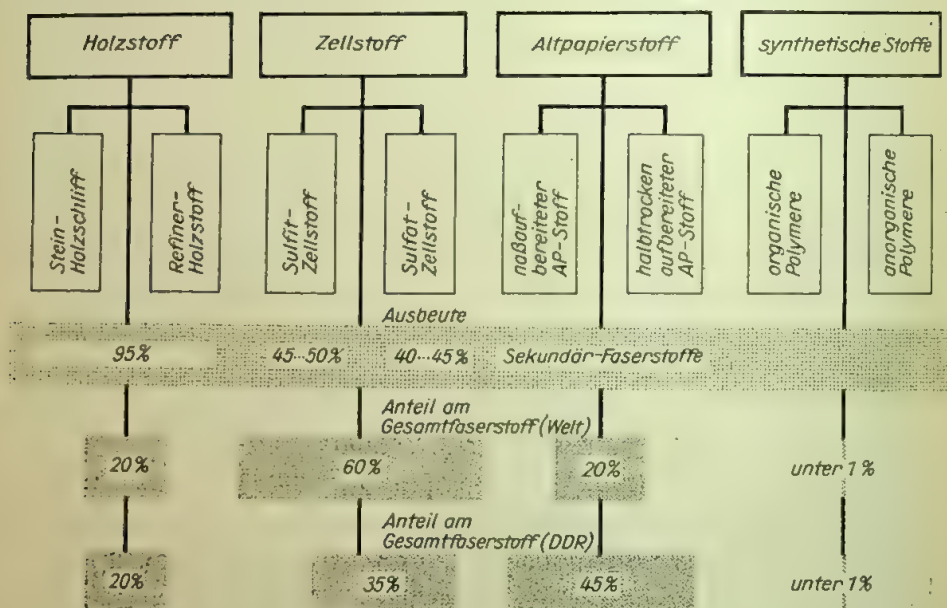 Holzstoff
Zellstoff
Altpapierstoff
synthetische Stoffe
Stein-
Holzschliff
Refiner-
Holzstoff
Sulfit-
Zellstoff
Sulfat-
Zellstoff
naßauf-
bereiteter
AP-Stoff
halbtrocken
aufbereiteter
AP-Stoff
organische
Polymere
anorganische
Polymere
Ausbeute
95%
45...50%
40...45%
Sekundär-Faserstoffe
Anteil am
Gesamtfaserstoff (Welt)
20%
60%
20%
unter 1%
Anteil am
Gesamtfaserstoff (DDR)
20%
35%
45%
unter 1%